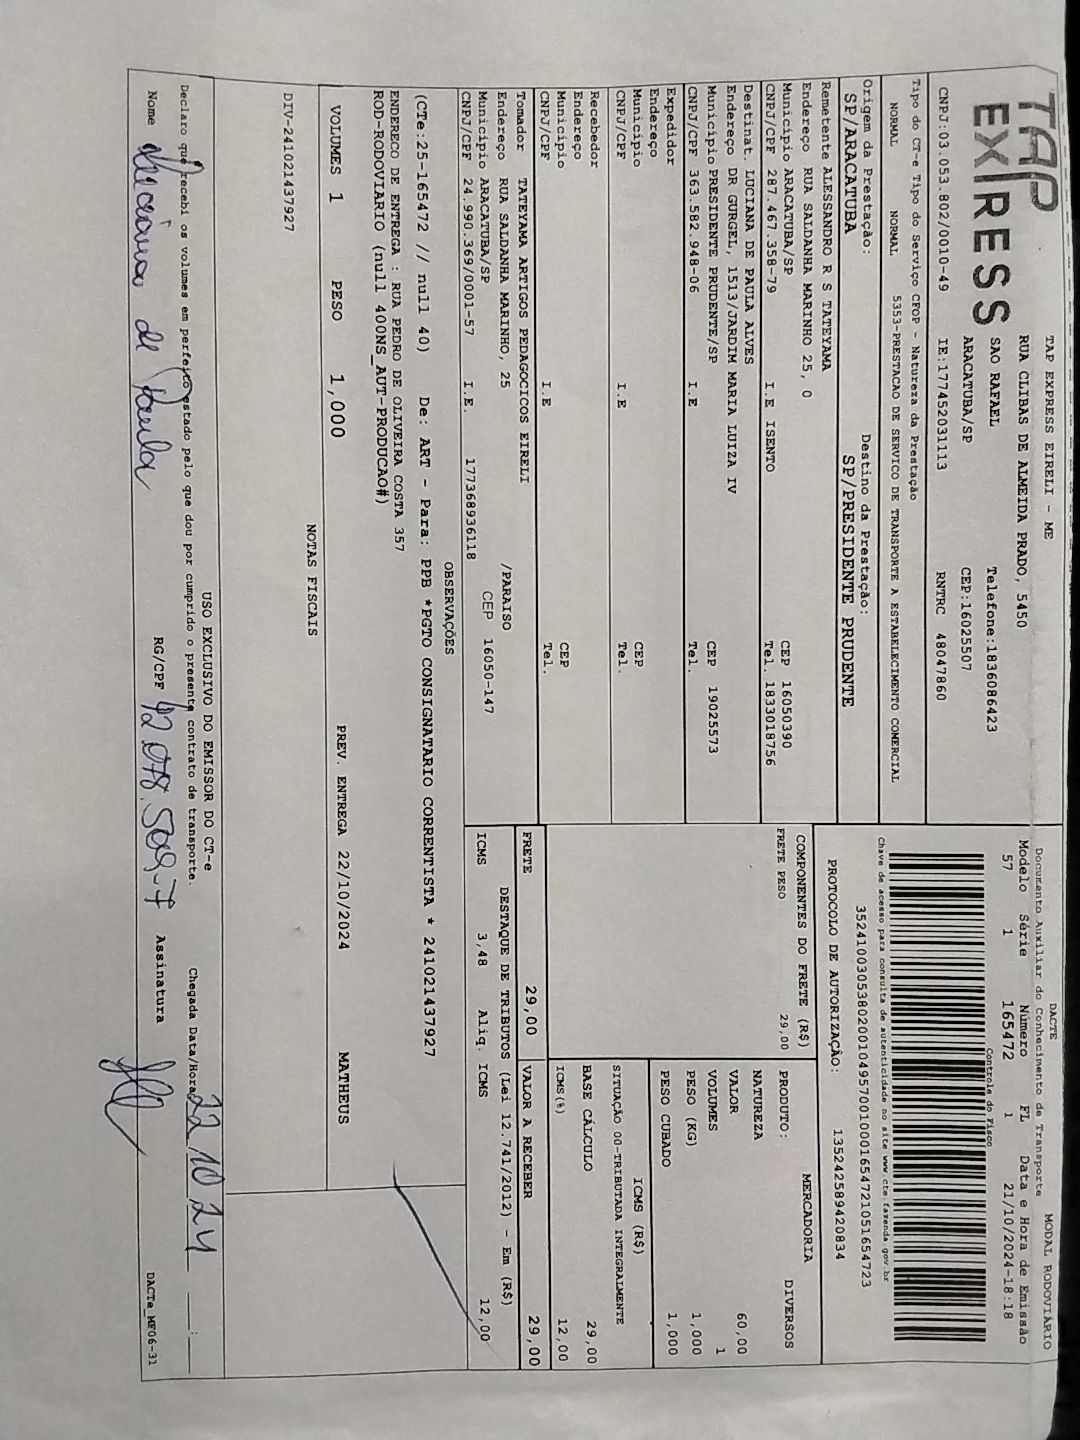 TAP EXPRESS
TAP EXPRESS EIRELI - ME
RUA CLIBAS DE ALMEIDA PRADO, 5450
SAO RAFAEL Telefone:1836086423
ARACATUBA/SP CEP:16025507
CNPJ:03.053.802/0010-49 IE:177452031113 RNTRC 48047860
DACTE MODAL RODOVIÁRIO
Documento Auxiliar do Conhecimento de Transporte
Modelo Série Número FL Data e Hora de Emissão
57 1 165472 1 21/10/2024-18:18
Controle do Fisco
Chave de acesso para consulta de autenticidade no site www.cte.fazenda.gov.br
35241003053802001049570010001654721051654723
PROTOCOLO DE AUTORIZAÇÃO: 135242589420834
Tipo do CT-e Tipo do Serviço CFOP - Natureza da Prestação
NORMAL NORMAL 5353-PRESTACAO DE SERVICO DE TRANSPORTE A ESTABELECIMENTO COMERCIAL
Origem da Prestação: Destino da Prestação:
SP/ARACATUBA SP/PRESIDENTE PRUDENTE
Remetente ALESSANDRO R S TATEYAMA
Endereço RUA SALDANHA MARINHO 25, 0
Município ARACATUBA/SP CEP 16050390
CNPJ/CPF 287.467.358-79 I.E ISENTO Tel. 1833018756
Destinat. LUCIANA DE PAULA ALVES
Endereço DR GURGEL, 1513/JARDIM MARIA LUIZA IV
Município PRESIDENTE PRUDENTE/SP CEP 19025573
CNPJ/CPF 363.582.948-06 I.E Tel.
Expedidor
Endereço
Município CEP
CNPJ/CPF I.E Tel.
Recebedor
Endereço
Município CEP
CNPJ/CPF I.E Tel.
Tomador TATEYAMA ARTIGOS PEDAGOCICOS EIRELI
Endereço RUA SALDANHA MARINHO, 25 /PARAISO
Município ARACATUBA/SP CEP 16050-147
CNPJ/CPF 24.990.369/0001-57 I.E. 177368936118
COMPONENTES DO FRETE (R$)
FRETE PESO 29,00
MERCADORIA
PRODUTO: DIVERSOS
NATUREZA
VALOR 60,00
VOLUMES 1
PESO (KG) 1,000
PESO CUBADO 1,000
ICMS (R$)
SITUAÇÃO 00-TRIBUTADA INTEGRALMENTE
BASE CÁLCULO 29,00
ICMS(%) 12,00
FRETE 29,00 VALOR A RECEBER 29,00
DESTAQUE DE TRIBUTOS (Lei 12.741/2012) - Em (R$)
ICMS 3,48 Aliq. ICMS 12,00
OBSERVAÇÕES
(CTe:25-165472 // null 40) De: ART - Para: PPB *PGTO CONSIGNATARIO CORRENTISTA * 241021437927
ENDERECO DE ENTREGA : RUA PEDRO DE OLIVEIRA COSTA 357
ROD-RODOVIARIO (null 400NS_AUT-PRODUCAO#)
VOLUMES 1 PESO 1,000 PREV. ENTREGA 22/10/2024 MATHEUS
NOTAS FISCAIS
DIV-241021437927
USO EXCLUSIVO DO EMISSOR DO CT-e
Declaro que recebi os volumes em perfeito estado pelo que dou por cumprido o presente contrato de transporte. Chegada Data/Hora 22 10 24 __:__
Nome Luciana de Paula RG/CPF 42.078.509-7 Assinatura
DACTe_MF06-31